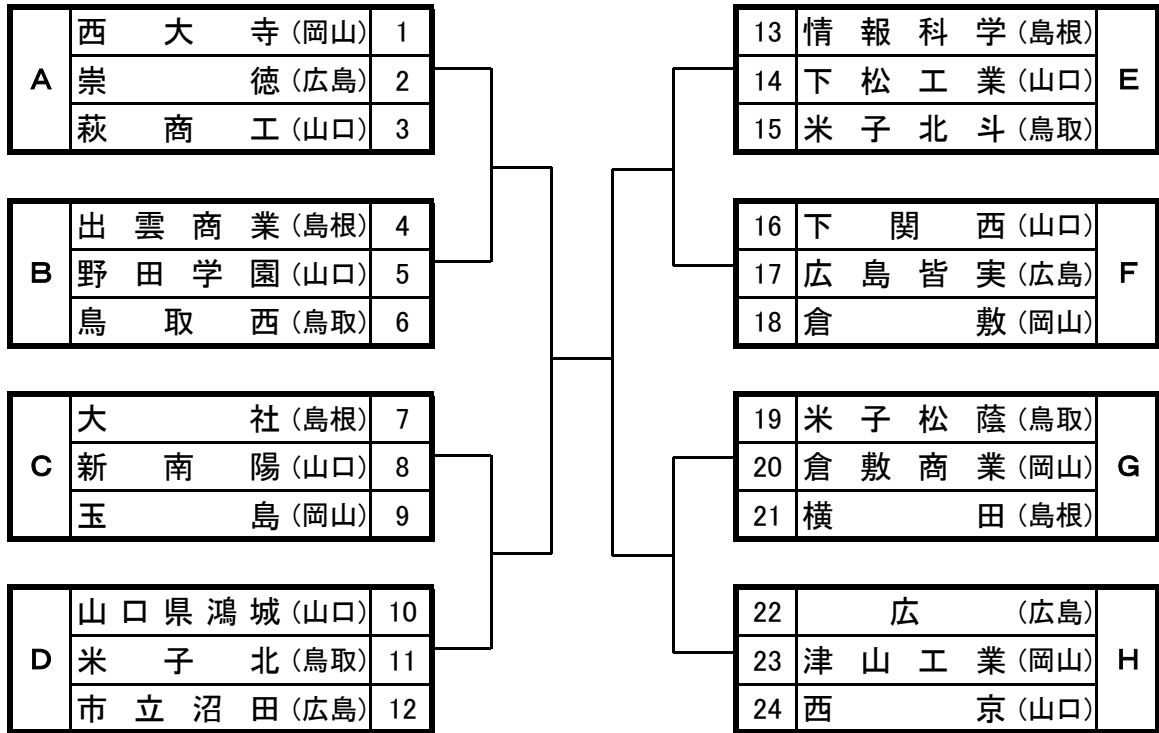 A
西大寺(岡山) 1
崇徳(広島) 2
萩商工(山口) 3
B
出雲商業(島根) 4
野田学園(山口) 5
鳥取西(鳥取) 6
C
大社(島根) 7
新南陽(山口) 8
玉島(岡山) 9
D
山口県鴻城(山口) 10
米子北(鳥取) 11
市立沼田(広島) 12
13 情報科学(島根)
14 下松工業(山口)
15 米子北斗(鳥取)
E
16 下関西(山口)
17 広島皆実(広島)
18 倉敷(岡山)
F
19 米子松蔭(鳥取)
20 倉敷商業(岡山)
21 横田(島根)
G
22 広(広島)
23 津山工業(岡山)
24 西京(山口)
H